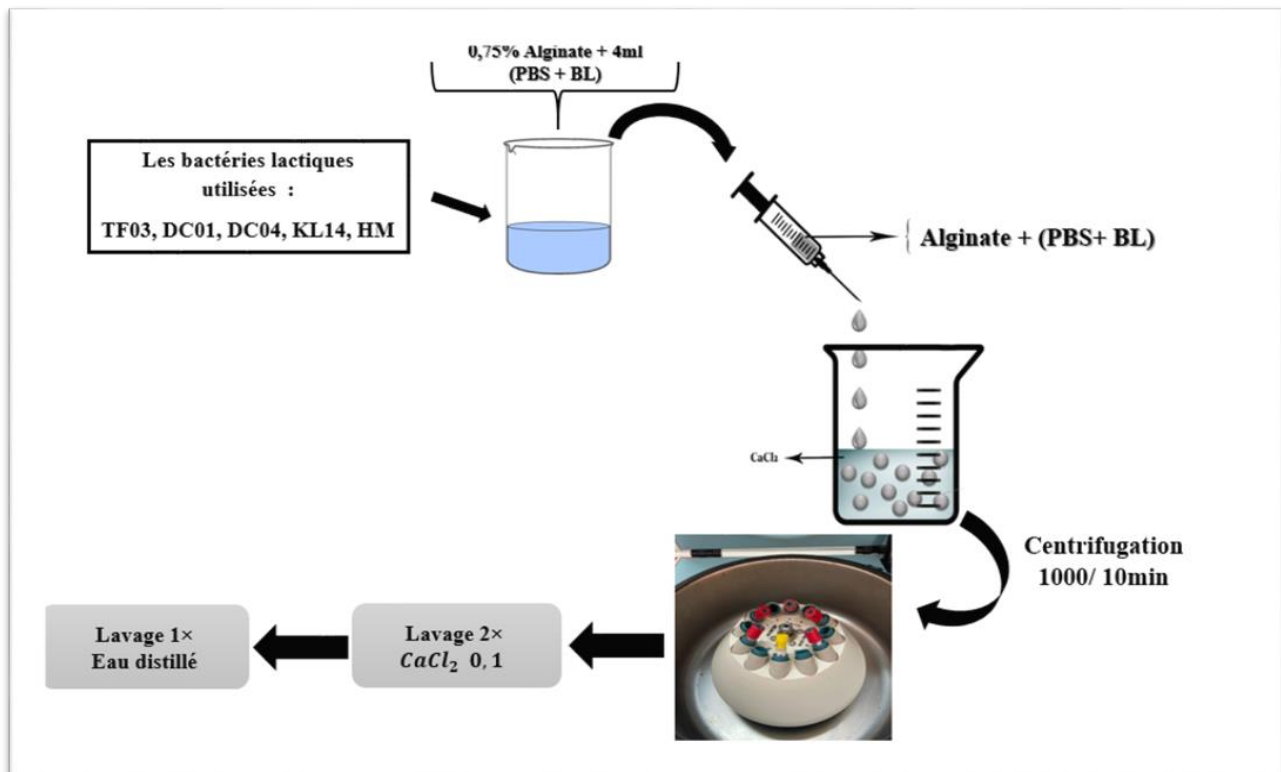 0,75% Alginate + 4ml
(PBS + BL)
Les bactéries lactiques
utilisées :
TF03, DC01, DC04, KL14, HM
Alginate + (PBS+ BL)
CaCl₂
Centrifugation
1000/ 10min
Lavage 2×
CaCl₂ 0,1
Lavage 1×
Eau distillé